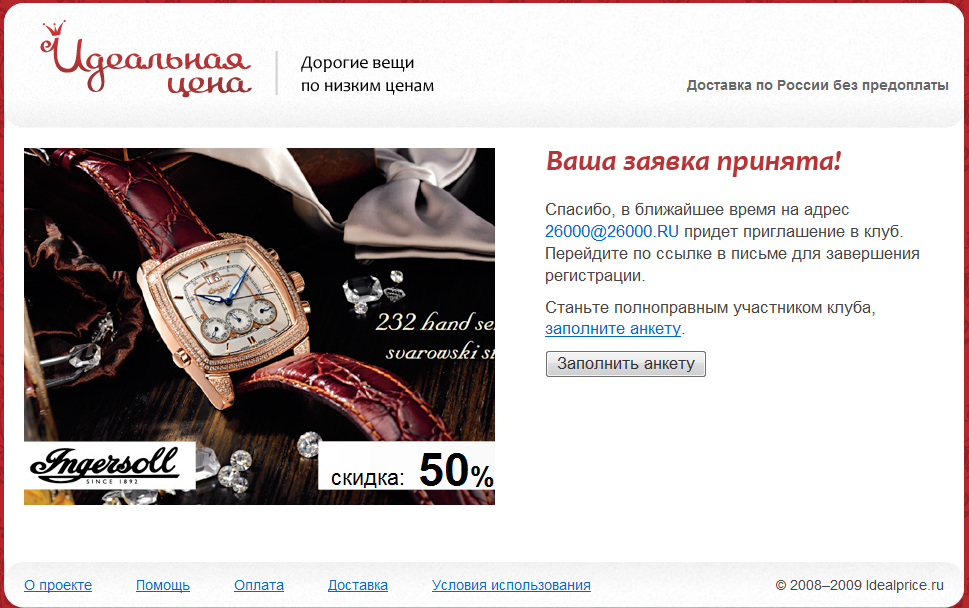 Идеальная
цена
Дорогие вещи
по низким ценам
Доставка по России без предоплаты
232 hand se
svarowski s
Ingersoll
SINCE 1892
скидка: 50%
Ваша заявка принята!
Спасибо, в ближайшее время на адрес
26000@26000.RU придет приглашение в клуб.
Перейдите по ссылке в письме для завершения
регистрации.
Станьте полноправным участником клуба,
заполните анкету.
Заполнить анкету
О проекте Помощь Оплата Доставка Условия использования © 2008–2009 Idealprice.ru